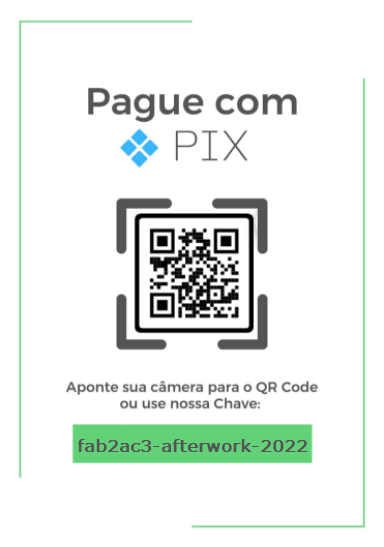 Pague com
PIX
Aponte sua câmera para o QR Code
ou use nossa Chave:
fab2ac3-afterwork-2022